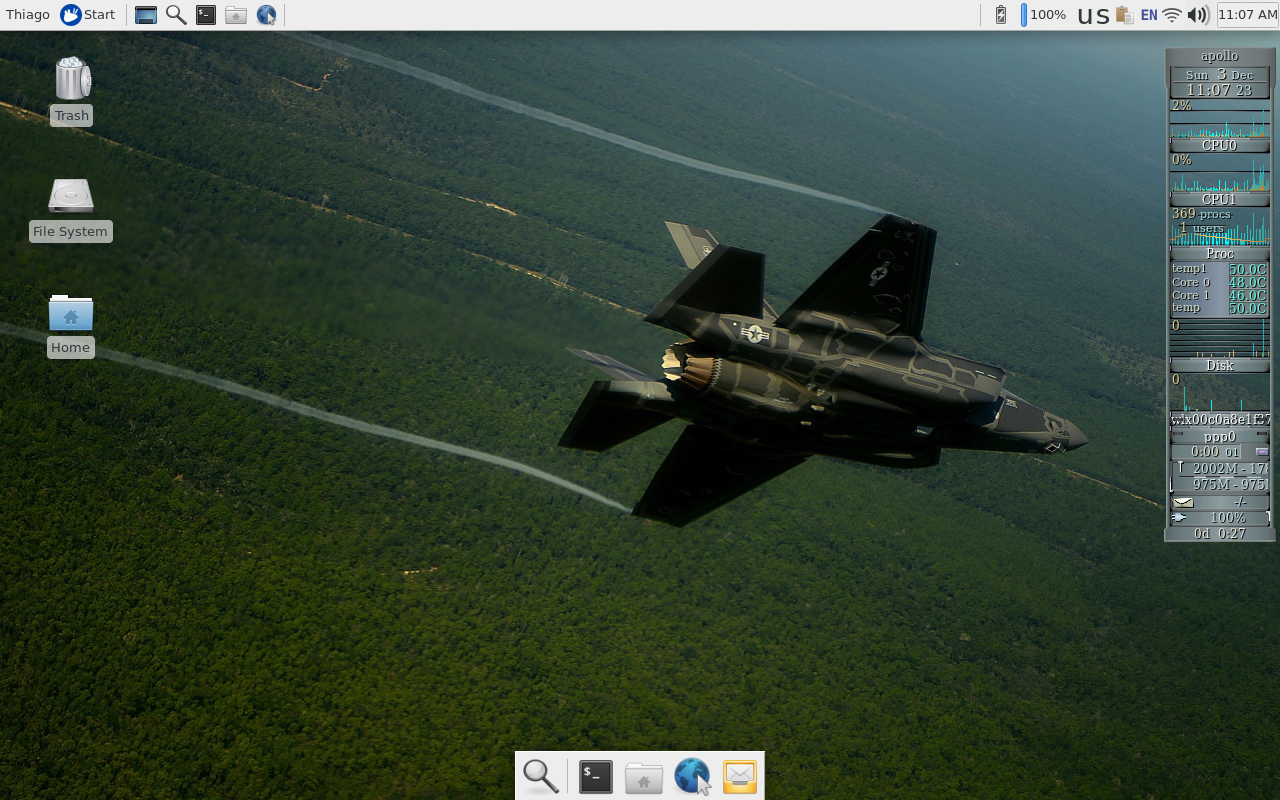 Thiago Start 100% us EN 11:07 AM
Trash
File System
Home
apollo
Sun 3 Dec
11:07 23
2%
CPU0
0%
CPU1
369 procs
1 users
Proc
temp1 50.0C
Core 0 48.0C
Core 1 46.0C
temp 50.0C
0
Disk
0
wlx00c0a8e1f37
ppp0
0:00 01
2002M - 178
975M - 975
-/-
100%
0d 0:27
$_